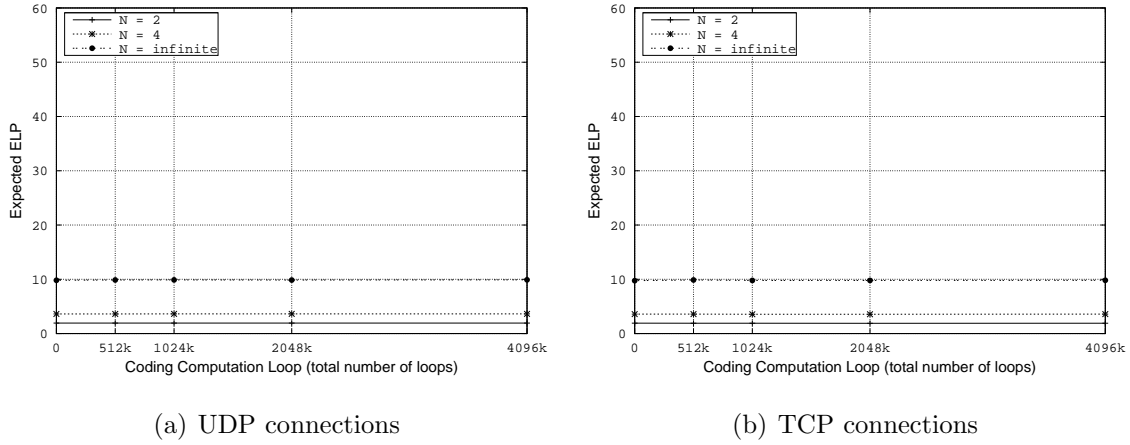 60
N = 2
N = 4
N = infinite
50
40
30
20
10
0
Expected ELP
0 512k 1024k 2048k 4096k
Coding Computation Loop (total number of loops)
(a) UDP connections
60
N = 2
N = 4
N = infinite
50
40
30
20
10
0
Expected ELP
0 512k 1024k 2048k 4096k
Coding Computation Loop (total number of loops)
(b) TCP connections